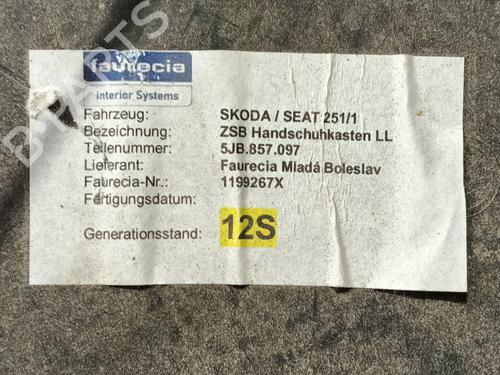 faurecia
Interior Systems
Fahrzeug: SKODA / SEAT 251/1
Bezeichnung: ZSB Handschuhkasten LL
Teilenummer: 5JB.857.097
Lieferant: Faurecia Mladá Boleslav
Faurecia-Nr.: 1199267X
Fertigungsdatum:
Generationsstand: 12S
B-PARTS